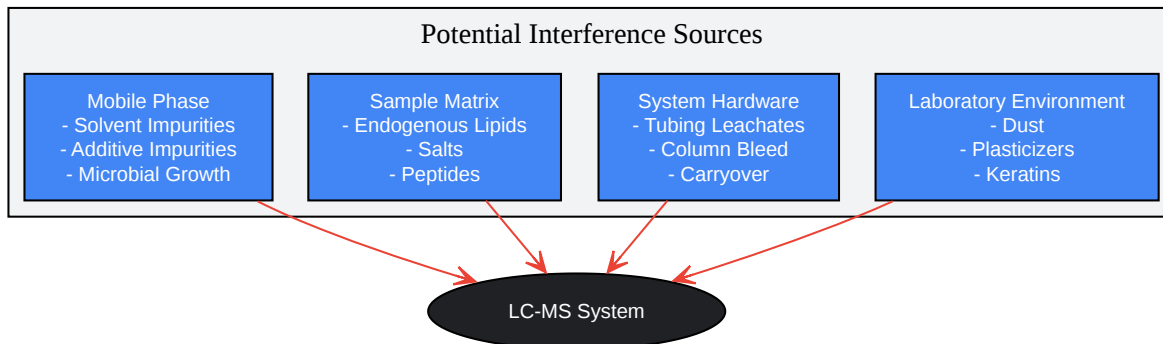 Potential Interference Sources
Mobile Phase
- Solvent Impurities
- Additive Impurities
- Microbial Growth
Sample Matrix
- Endogenous Lipids
- Salts
- Peptides
System Hardware
- Tubing Leachates
- Column Bleed
- Carryover
Laboratory Environment
- Dust
- Plasticizers
- Keratins
LC-MS System